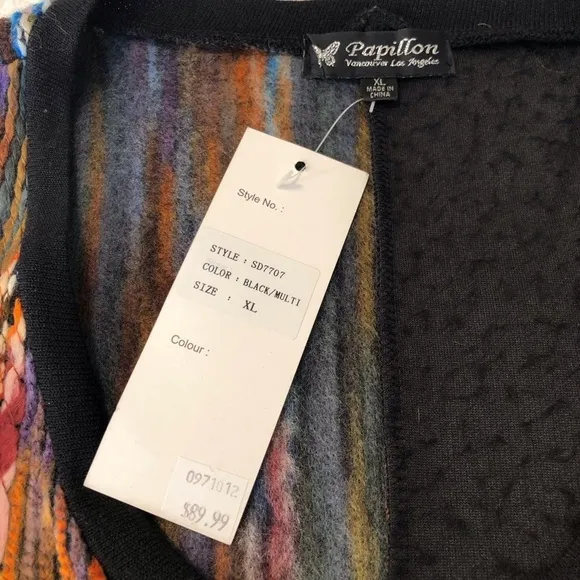 Papillon
Vancouver Los Angeles
XL
MADE IN
CHINA
Style No. :
STYLE : SD7707
COLOR : BLACK/MULTI
SIZE : XL
Colour :
0971012
$89.99